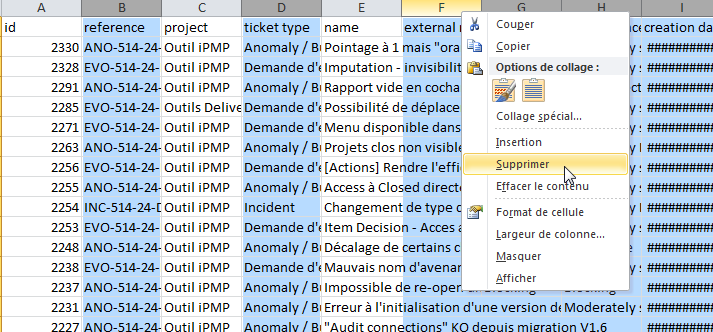 A B C D E F G H I
id reference project ticket type name external creation da
2330 ANO-514-24- Outil iPMP Anomaly / Bu Pointage à 1 mais "ora
2328 EVO-514-24- Outil iPMP Demande d'é Imputation - invisibilit
2291 ANO-514-24- Outil iPMP Anomaly / Bu Rapport vide en cocha
2285 EVO-514-24- Outils Delive Demande d'é Possibilité de déplace
2271 EVO-514-24- Outil iPMP Demande d'é Menu disponible dans
2263 ANO-514-24- Outil iPMP Anomaly / Bu Projets clos non visible
2256 EVO-514-24- Outil iPMP Demande d'é [Actions] Rendre l'effi
2255 ANO-514-24- Outil iPMP Anomaly / Bu Access à Closed directe
2254 INC-514-24-D Outil iPMP Incident Changement de type d
2253 EVO-514-24- Outil iPMP Demande d'é Item Decision - Acces a
2248 ANO-514-24- Outil iPMP Anomaly / Bu Décalage de certains c
2238 EVO-514-24- Outil iPMP Demande d'é Mauvais nom d'avenar
2237 ANO-514-24- Outil iPMP Anomaly / Bu Impossible de re-open
2231 ANO-514-24- Outil iPMP Anomaly / Bu Erreur à l'initialisation d'une version de Moderately s
2227 ANO-514-24- Outil iPMP Anomaly / Bu "Audit connections" KO depuis migration V1.6
Couper
Copier
Options de collage :
Collage spécial...
Insertion
Supprimer
Effacer le contenu
Format de cellule
Largeur de colonne...
Masquer
Afficher